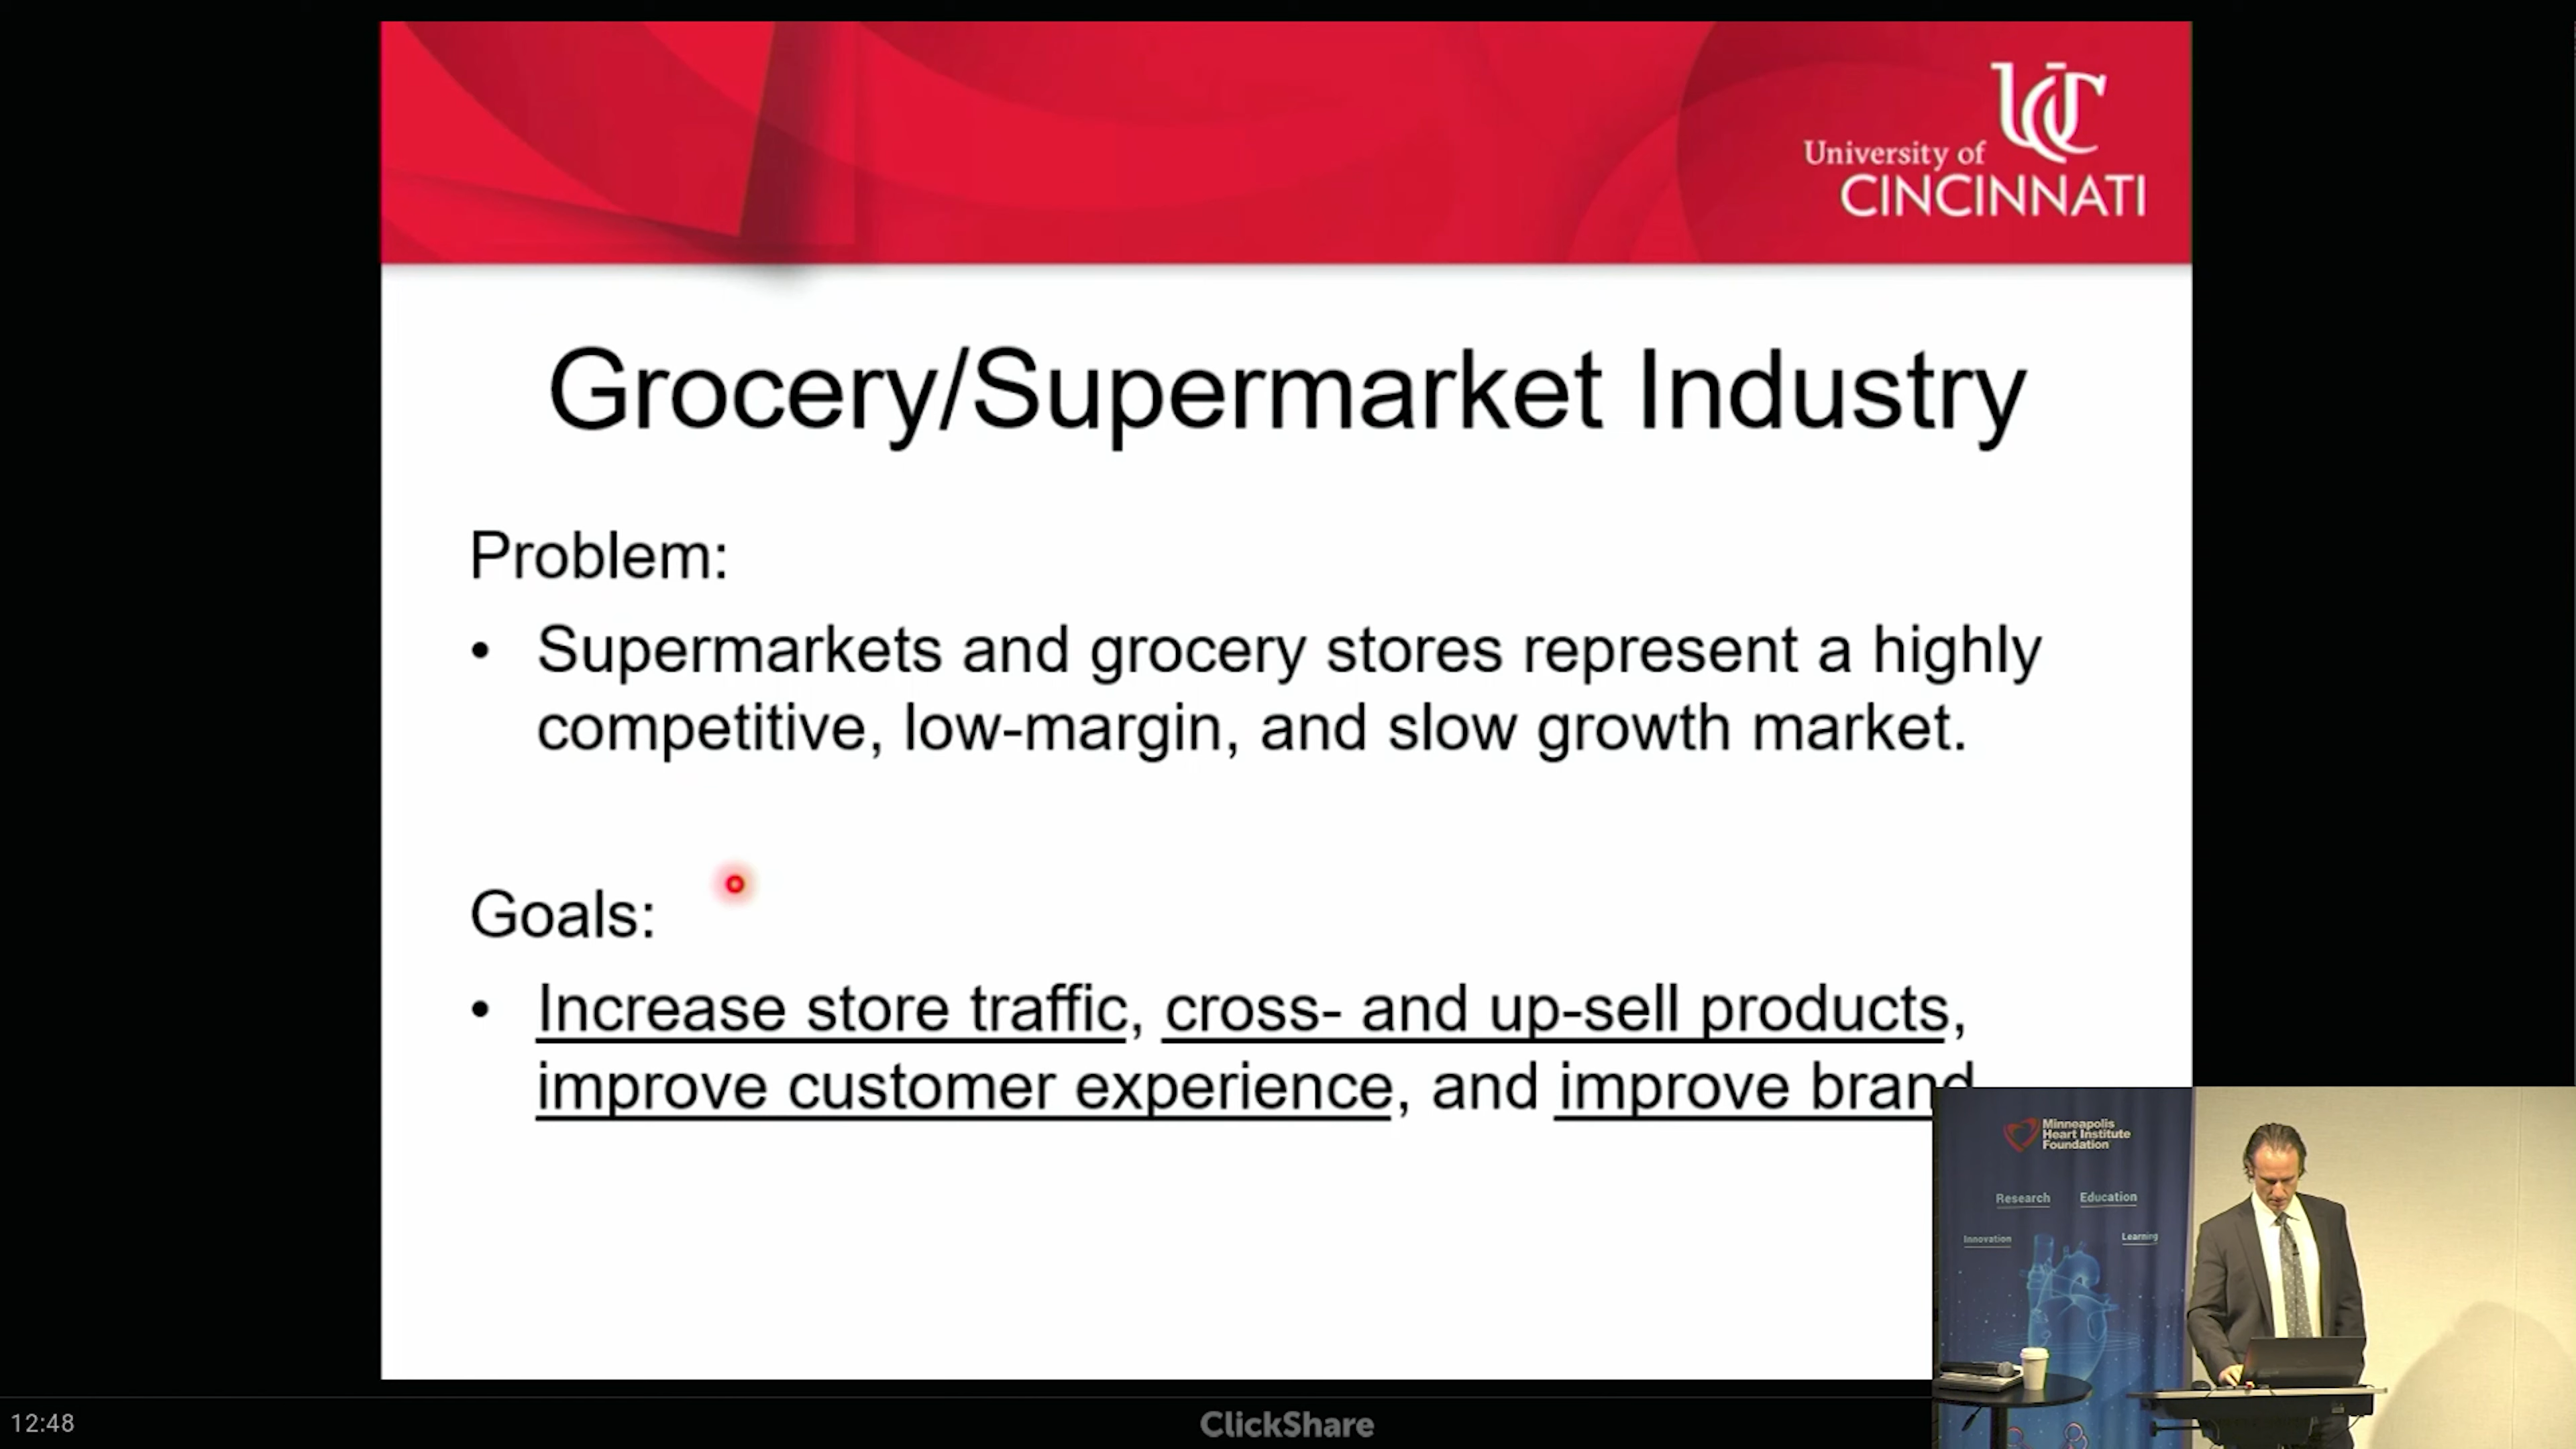 UC
University of
CINCINNATI
Grocery/Supermarket Industry
Problem:
• Supermarkets and grocery stores represent a highly
competitive, low-margin, and slow growth market.
Goals:
• Increase store traffic, cross- and up-sell products,
improve customer experience, and improve brand
Minneapolis
Heart Institute
Foundation
Research Education
Innovation Learning
12:48
ClickShare